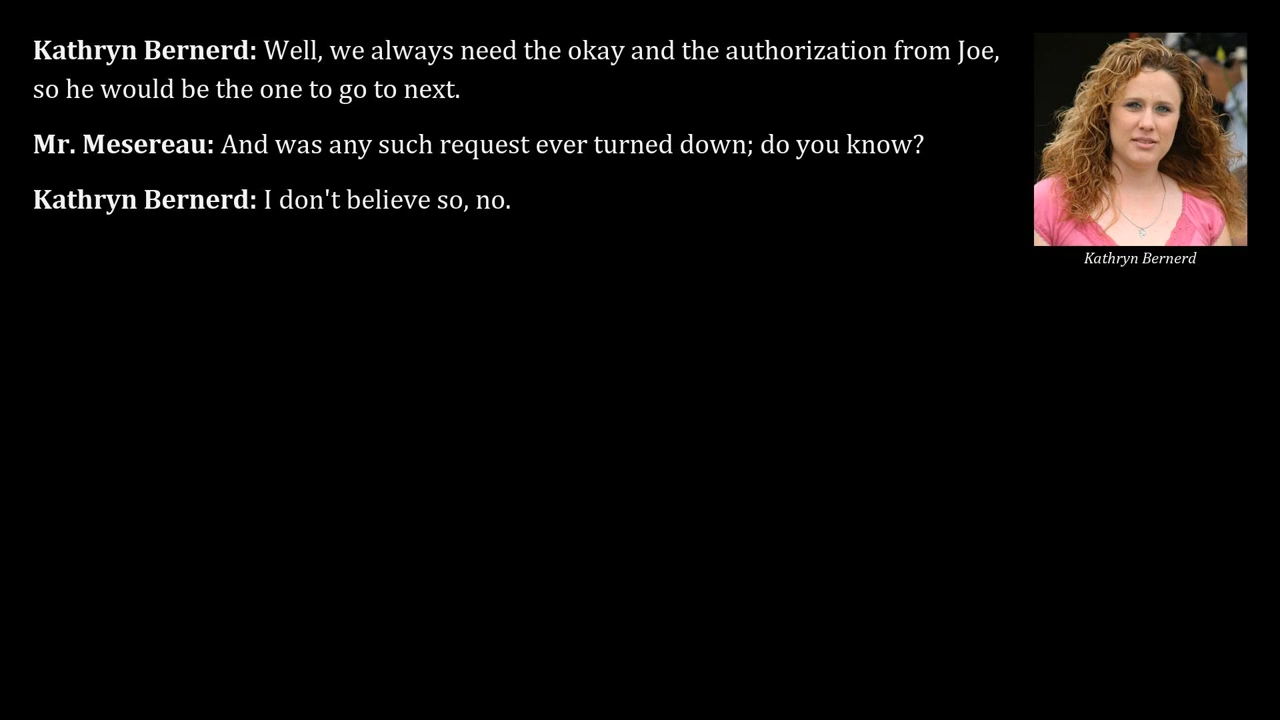 Kathryn Bernerd: Well, we always need the okay and the authorization from Joe,
so he would be the one to go to next.
Mr. Mesereau: And was any such request ever turned down; do you know?
Kathryn Bernerd: I don't believe so, no.
Kathryn Bernerd